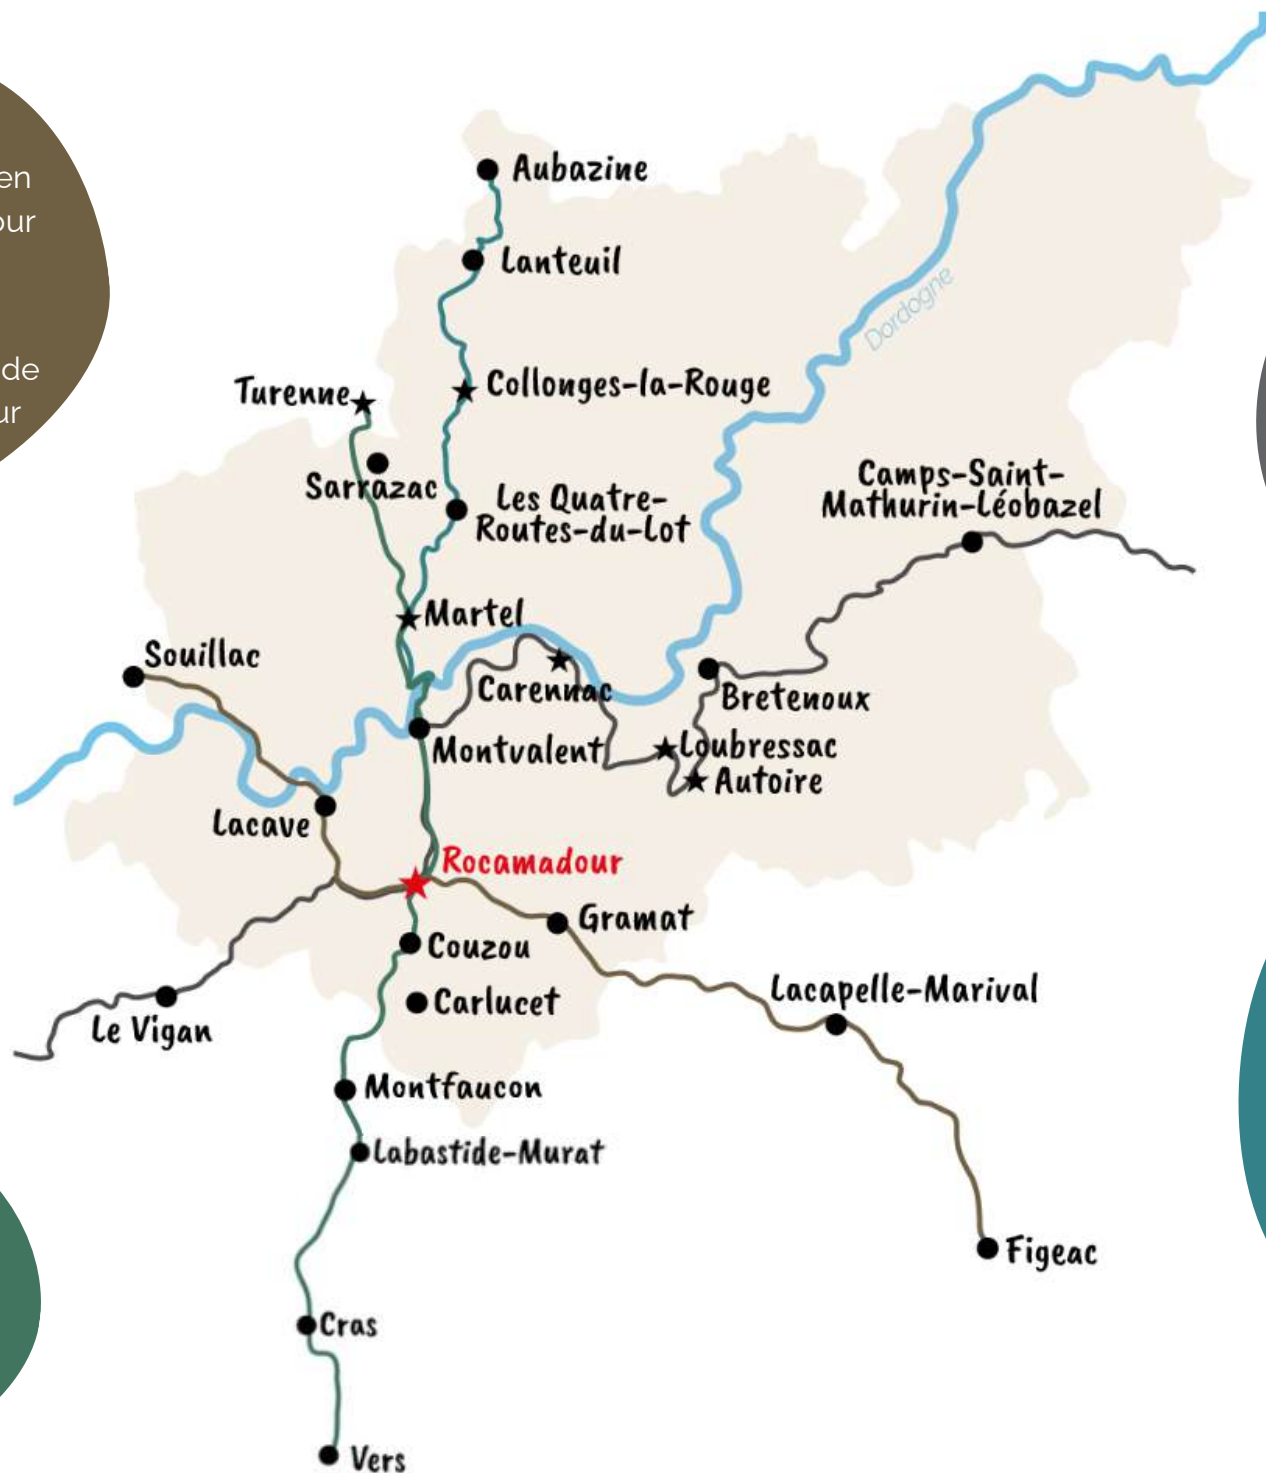 en
our
de
ur
Aubazine
Lanteuil
Dordogne
Turenne
Collonges-la-Rouge
Sarrazac
Les Quatre-
Routes-du-Lot
Camps-Saint-
Mathurin-Léobazel
Martel
Souillac
Carennac
Bretenoux
Montvalent
Loubressac
Autoire
Lacave
Rocamadour
Gramat
Couzou
Carlucet
Lacapelle-Marival
Le Vigan
Montfaucon
Labastide-Murat
Figeac
Cras
Vers